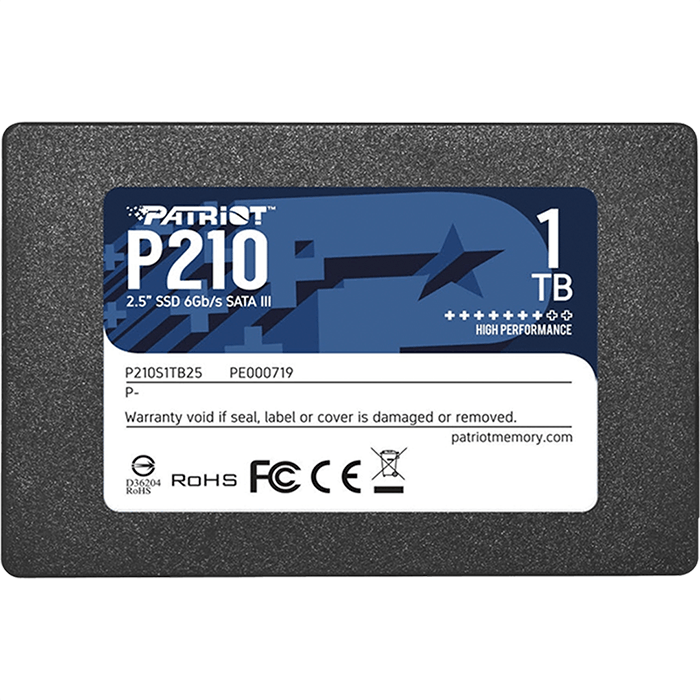 PATRIOT
P210
2.5" SSD 6Gb/s SATA III
1
TB
HIGH PERFORMANCE
P210S1TB25 PE000719
P-
Warranty void if seal, label or cover is damaged or removed.
patriotmemory.com
D36204
RoHS
RoHS FC CE